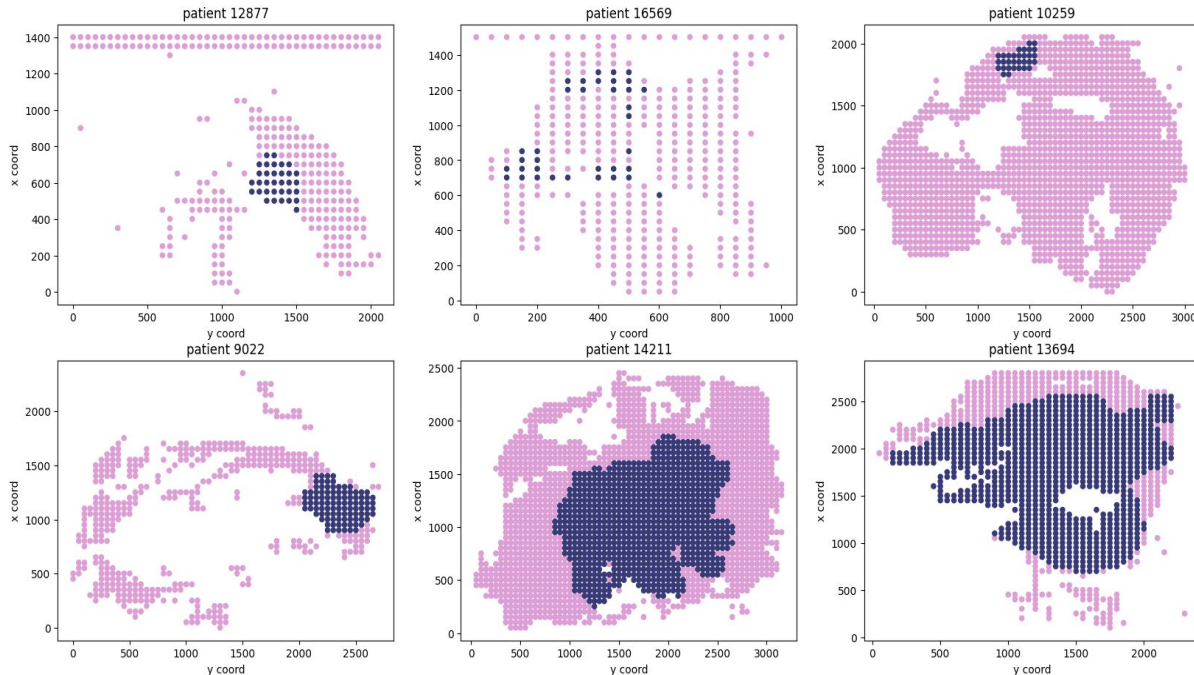 patient 12877
patient 16569
patient 10259
x coord
1400
1200
1000
800
600
400
200
0
0 500 1000 1500 2000
y coord
x coord
1400
1200
1000
800
600
400
200
0
0 200 400 600 800 1000
y coord
x coord
2000
1500
1000
500
0
0 500 1000 1500 2000 2500 3000
y coord
patient 9022
patient 14211
patient 13694
x coord
2000
1500
1000
500
0
0 500 1000 1500 2000 2500
y coord
x coord
2500
2000
1500
1000
500
0
0 500 1000 1500 2000 2500 3000
y coord
x coord
2500
2000
1500
1000
500
0
0 500 1000 1500 2000
y coord